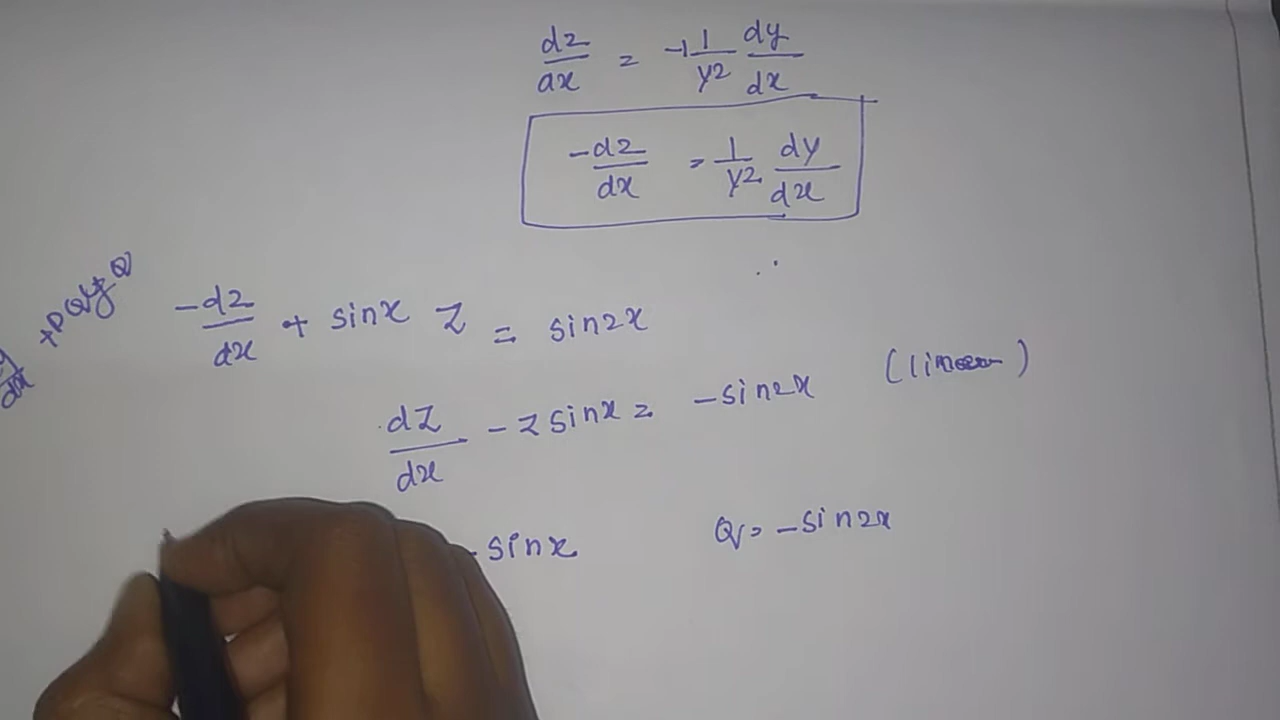 dz/dx = -1 1/y2 dy/dx
-dz/dx = 1/y2 dy/dx
-dz/dx + sinx z = sin2x
dz/dx - z sinx = -sin2x (linear)
- sinx Q = -sin2x